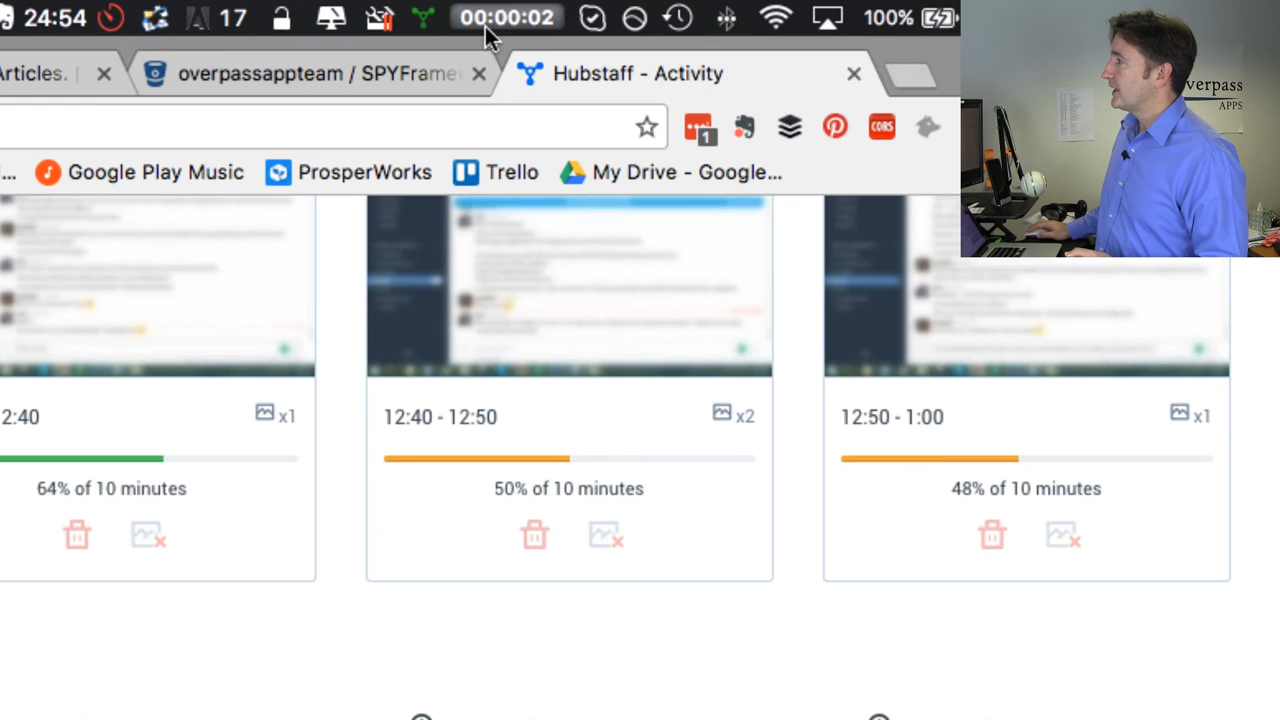 24:54 17 00:00:02 100%
Articles. overpassappteam / SPYFrame Hubstaff - Activity
1 CORS
... Google Play Music ProsperWorks Trello My Drive - Google...
verpass
APPS
2:40 x1 12:40 - 12:50 x2 12:50 - 1:00 x1
64% of 10 minutes 50% of 10 minutes 48% of 10 minutes